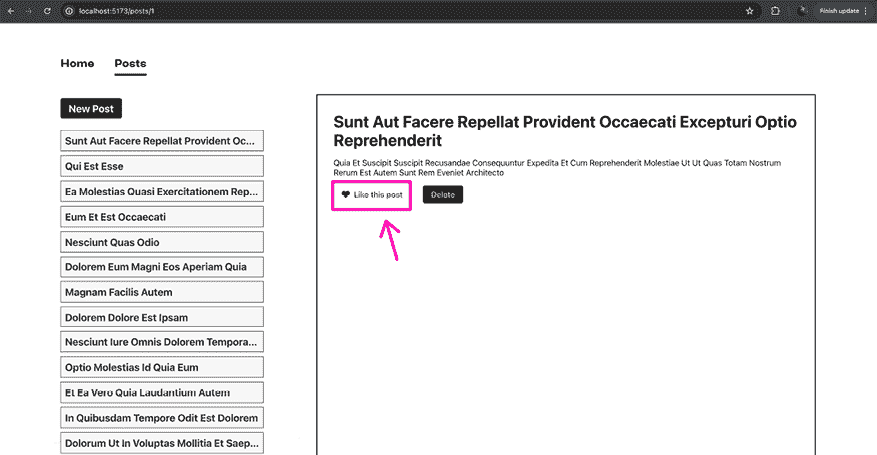 localhost:5173/posts/1
Finish update
Home
Posts
New Post
Sunt Aut Facere Repellat Provident Oc...
Qui Est Esse
Ea Molestias Quasi Exercitationem Rep...
Eum Et Est Occaecati
Nesciunt Quas Odio
Dolorem Eum Magni Eos Aperiam Quia
Magnam Facilis Autem
Dolorem Dolore Est Ipsam
Nesciunt Iure Omnis Dolorem Tempora...
Optio Molestias Id Quia Eum
Et Ea Vero Quia Laudantium Autem
In Quibusdam Tempore Odit Est Dolorem
Dolorum Ut In Voluptas Mollitia Et Saep...
Sunt Aut Facere Repellat Provident Occaecati Excepturi Optio
Reprehenderit
Quia Et Suscipit Suscipit Recusandae Consequuntur Expedita Et Cum Reprehenderit Molestiae Ut Ut Quas Totam Nostrum
Rerum Est Autem Sunt Rem Eveniet Architecto
Like this post
Delete